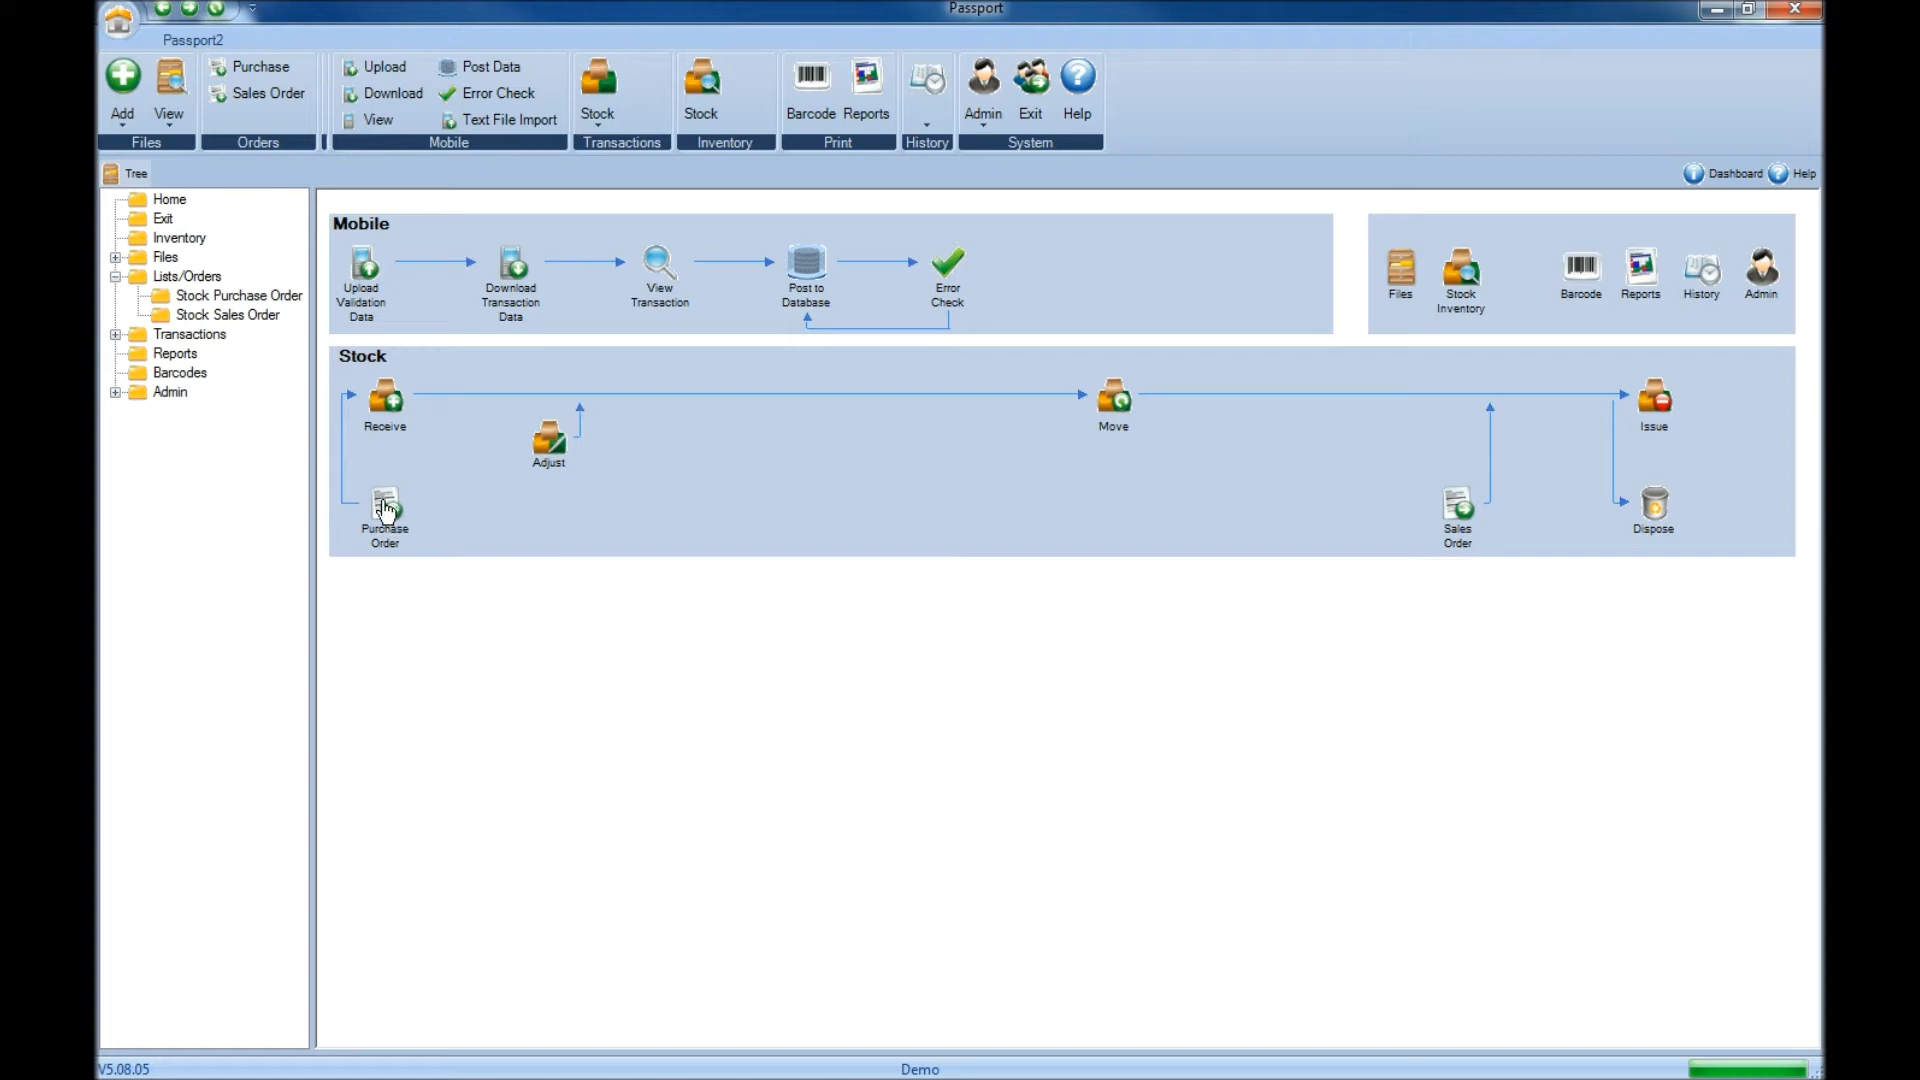 Passport
Passport2
Add
View
Files
Purchase
Sales Order
Orders
Upload
Download
View
Post Data
Error Check
Text File Import
Mobile
Stock
Transactions
Stock
Inventory
Barcode
Reports
Print
History
Admin
Exit
Help
System
Tree
Dashboard
Help
Home
Exit
Inventory
Files
Lists/Orders
Stock Purchase Order
Stock Sales Order
Transactions
Reports
Barcodes
Admin
Mobile
Upload
Validation
Data
Download
Transaction
Data
View
Transaction
Post to
Database
Error
Check
Files
Stock
Inventory
Barcode
Reports
History
Admin
Stock
Receive
Adjust
Move
Issue
Purchase
Order
Sales
Order
Dispose
V5.08.05
Demo